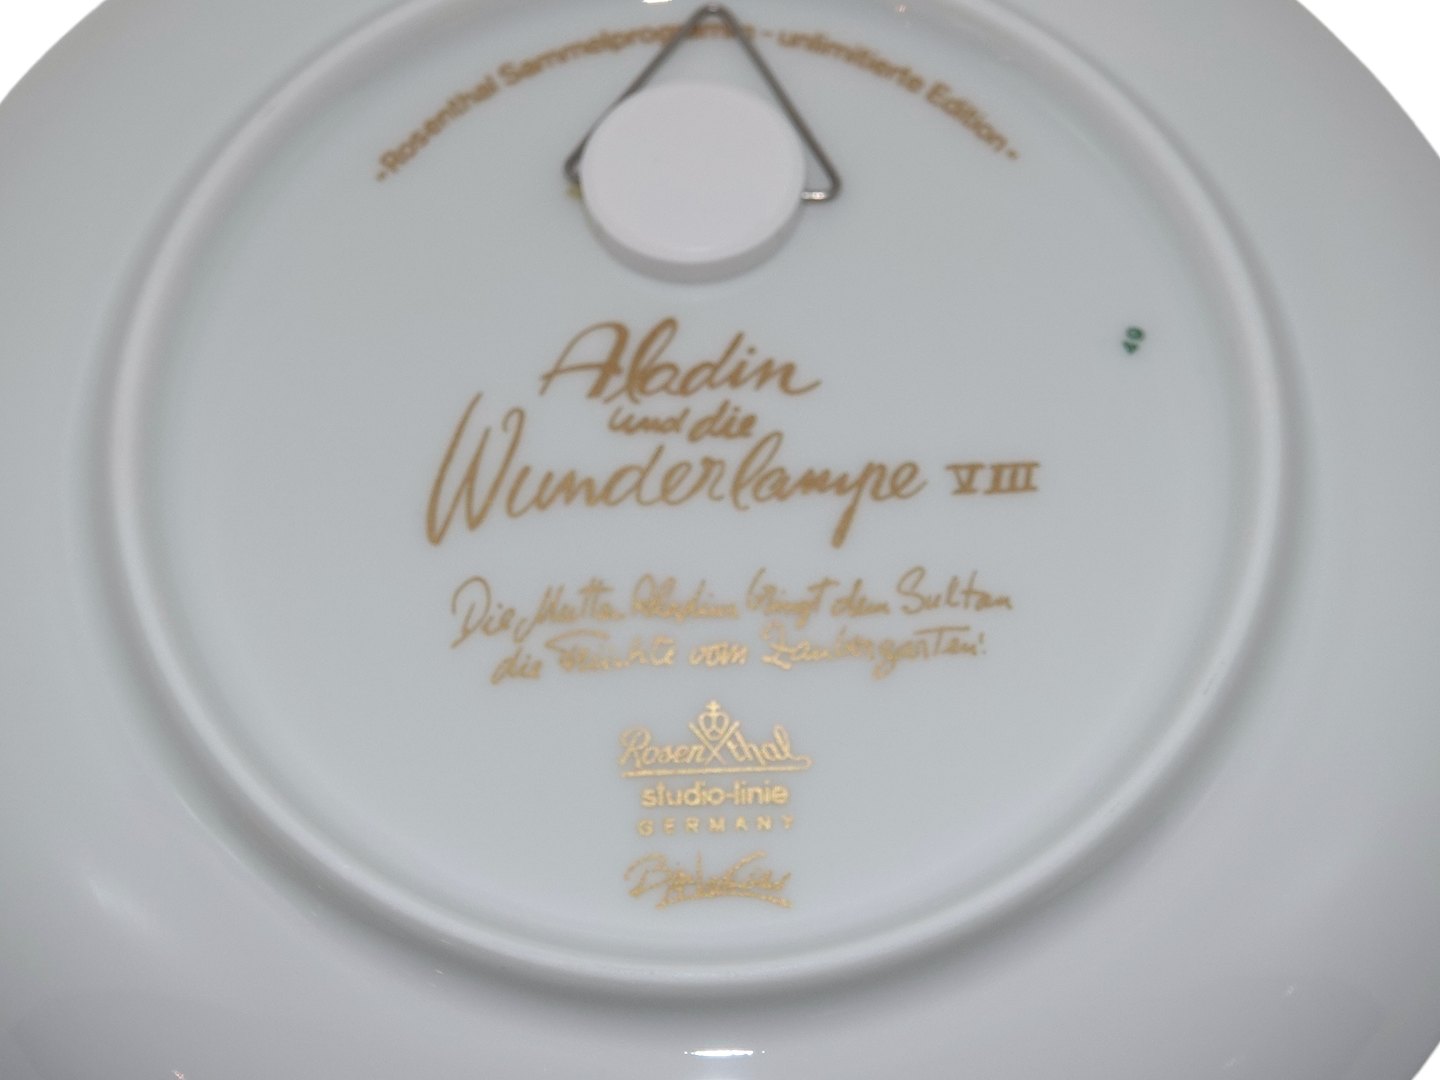 -Rosenthal Sammelprogramm - unlimitierte Edition-
Aladin
und die
Wunderlampe VIII
49
Die Mutter Aladins bringt dem Sultan
die Früchte vom Zaubergarten!
Rosenthal
studio-linie
GERMANY